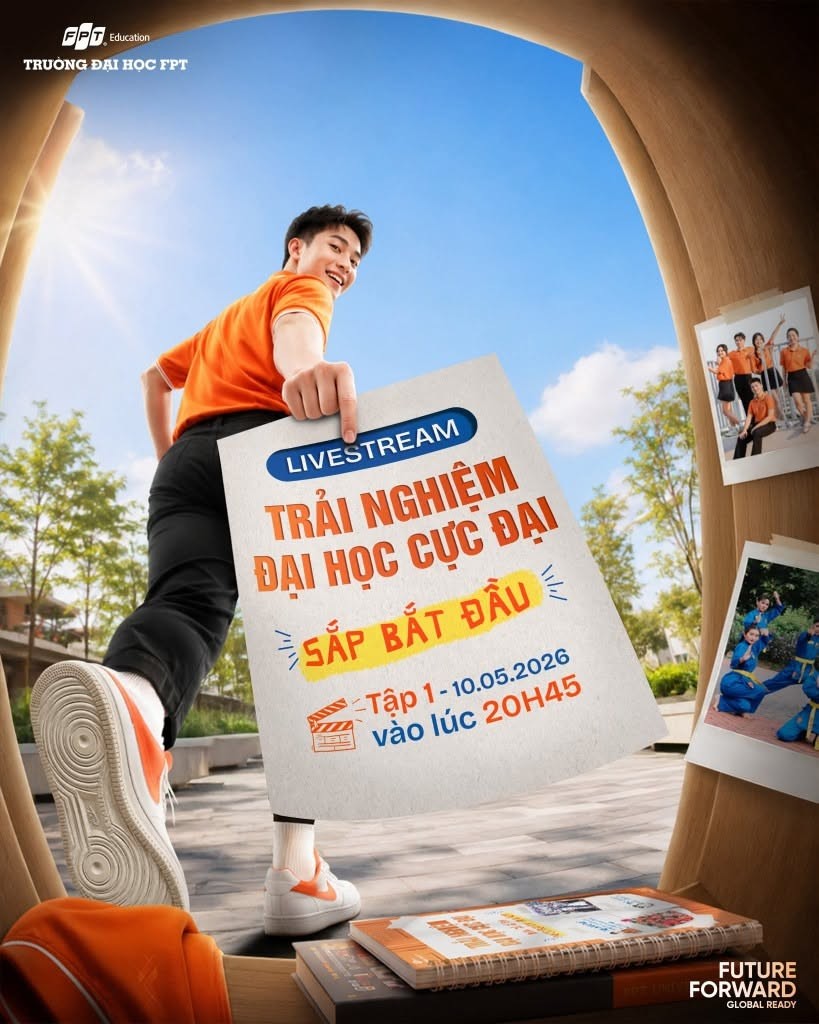 FPT Education
TRƯỜNG ĐẠI HỌC FPT
LIVESTREAM
TRẢI NGHIỆM
ĐẠI HỌC CỰC ĐẠI
SẮP BẮT ĐẦU
Tập 1 - 10.05.2026
vào lúc 20H45
FUTURE
FORWARD
GLOBAL READY